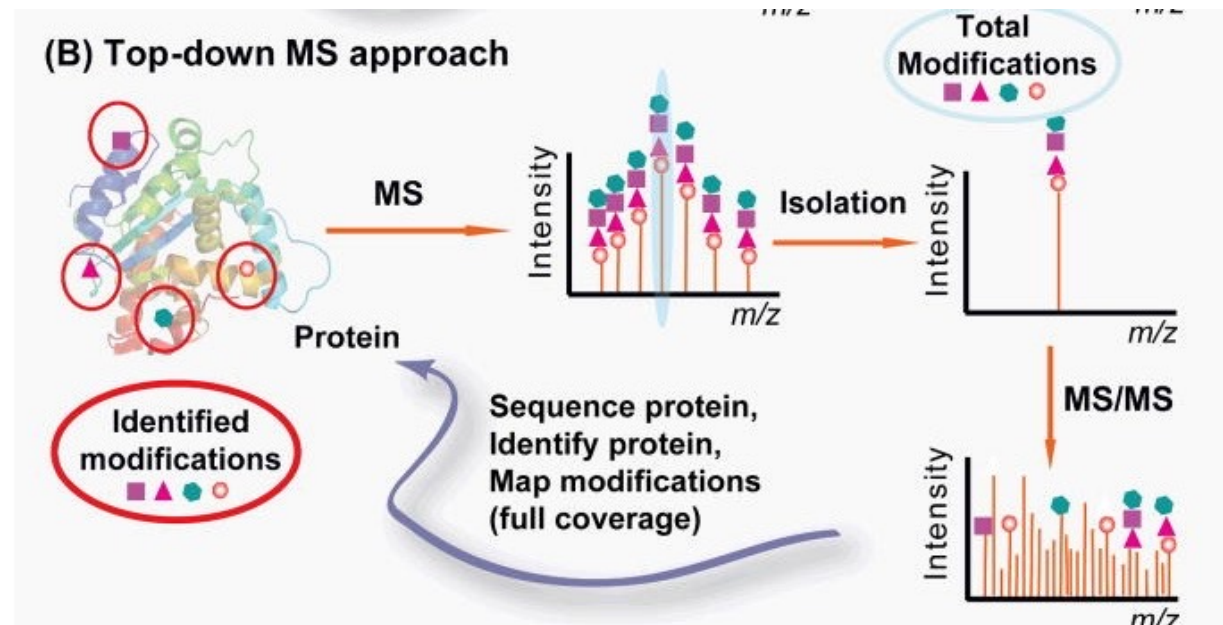 m/z
m/z
(B) Top-down MS approach
Total
Modifications
MS
Intensity
m/z
Isolation
Intensity
m/z
Protein
Identified
modifications
Sequence protein,
Identify protein,
Map modifications
(full coverage)
MS/MS
Intensity
m/z